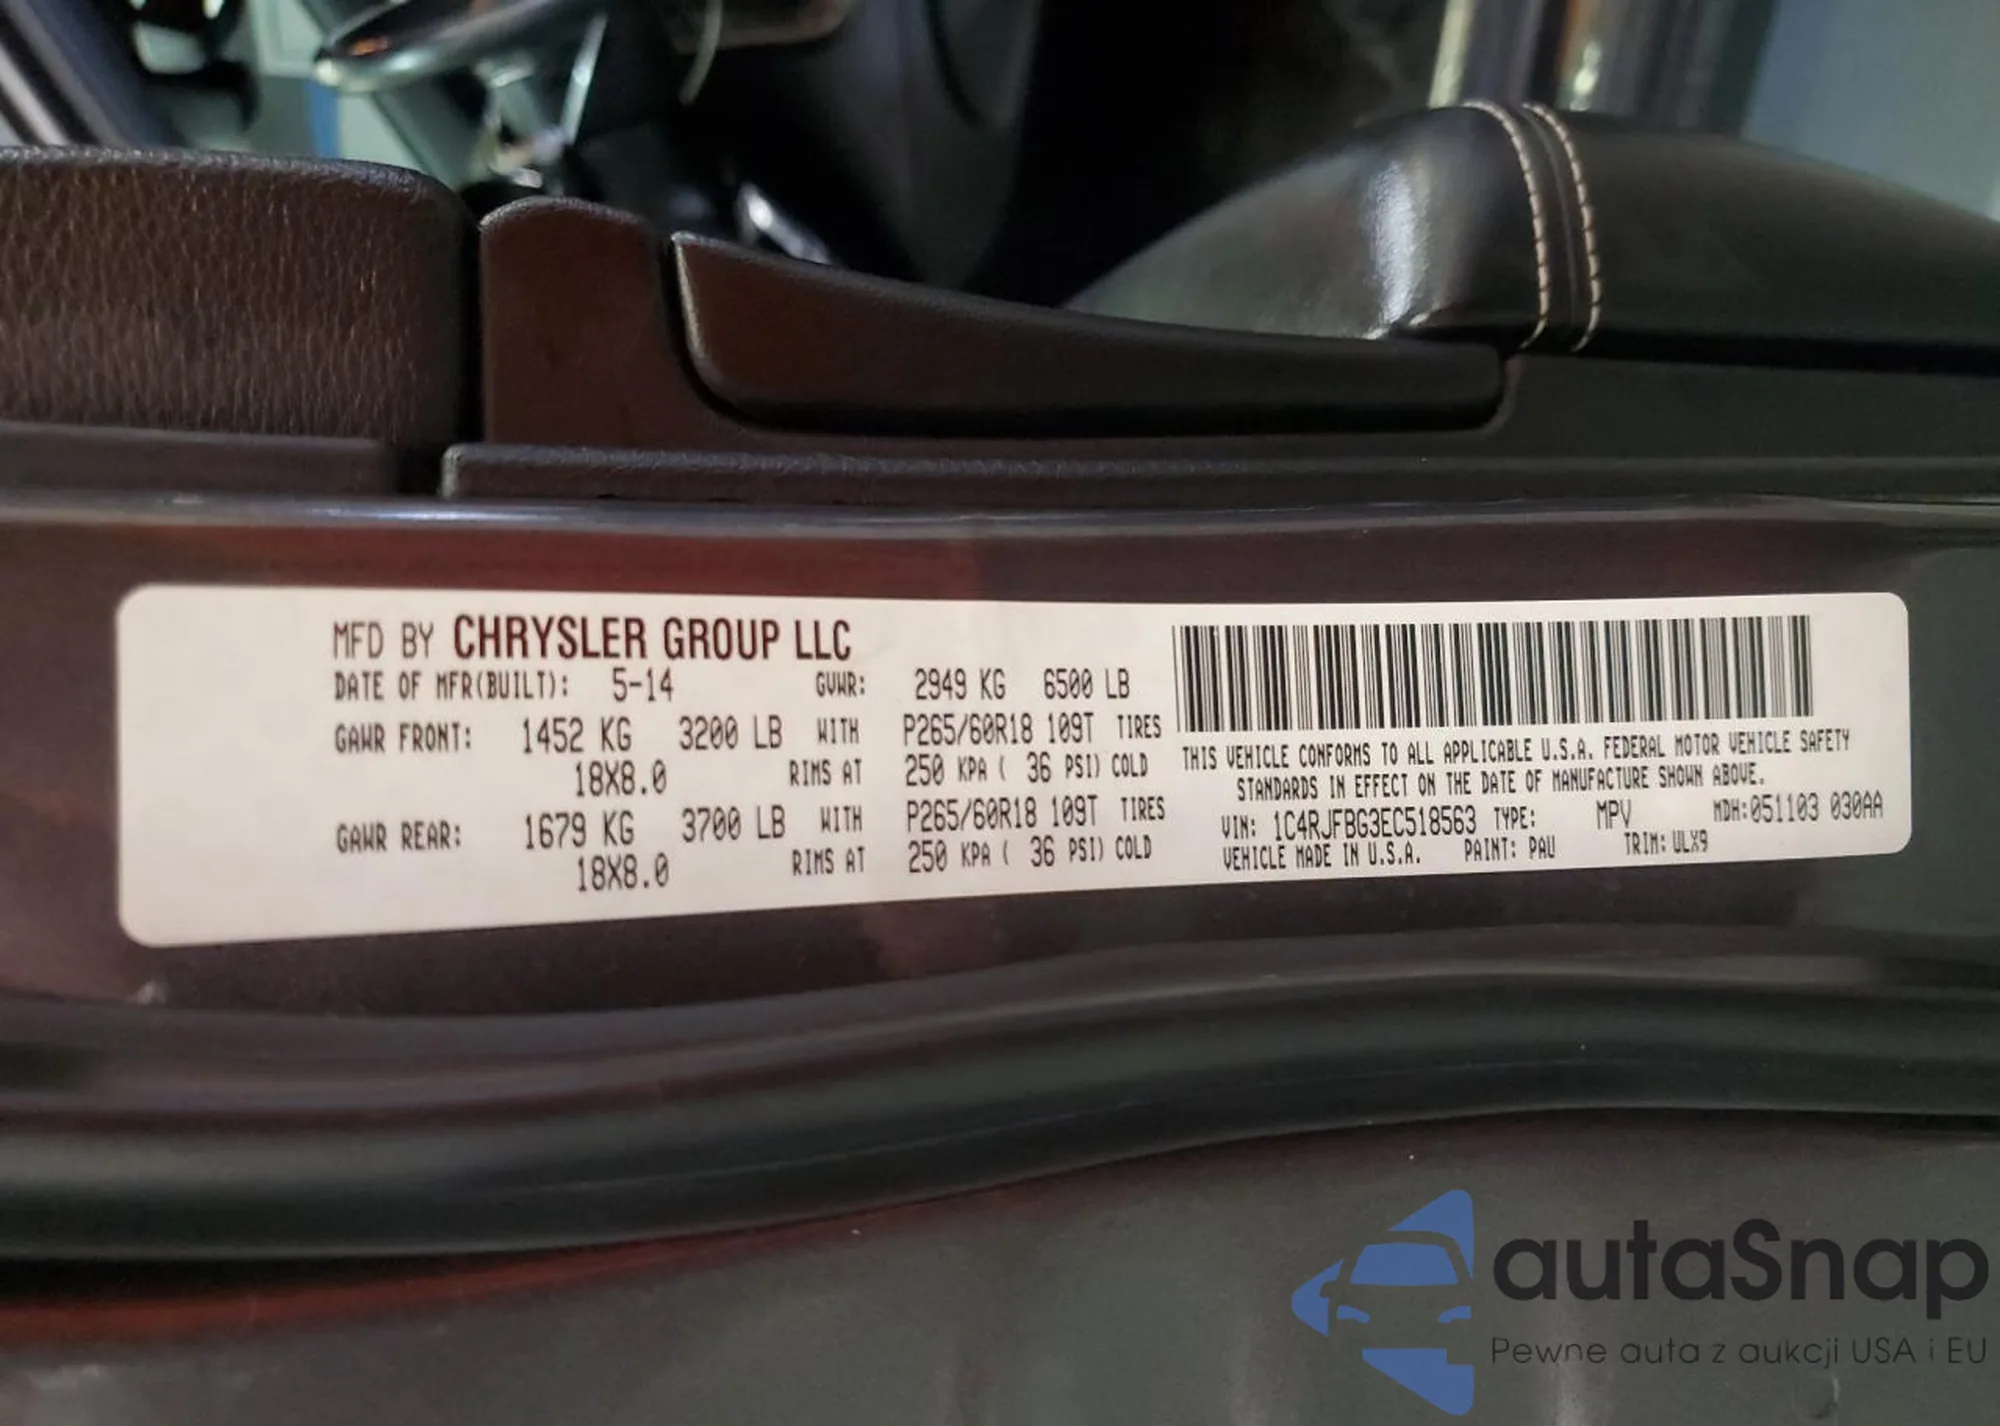 MFD BY CHRYSLER GROUP LLC
DATE OF MFR(BUILT): 5-14 GVWR: 2949 KG 6500 LB
GAWR FRONT: 1452 KG 3200 LB WITH P265/60R18 109T TIRES
18X8.0 RIMS AT 250 KPA ( 36 PSI) COLD
GAWR REAR: 1679 KG 3700 LB WITH P265/60R18 109T TIRES
18X8.0 RIMS AT 250 KPA ( 36 PSI) COLD
THIS VEHICLE CONFORMS TO ALL APPLICABLE U.S.A. FEDERAL MOTOR VEHICLE SAFETY
STANDARDS IN EFFECT ON THE DATE OF MANUFACTURE SHOWN ABOVE.
VIN: 1C4RJFBG3EC518563 TYPE: MPV MDH:051103 030AA
VEHICLE MADE IN U.S.A. PAINT: PAU TRIM: ULX9
autaSnap
Pewne auta z aukcji USA i EU